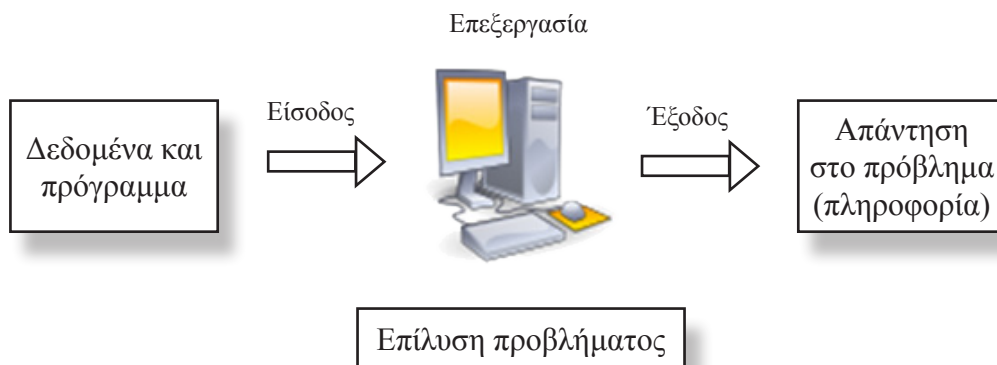 Επεξεργασία
Δεδομένα και
πρόγραμμα
Είσοδος
Έξοδος
Απάντηση
στο πρόβλημα
(πληροφορία)
Επίλυση προβλήματος